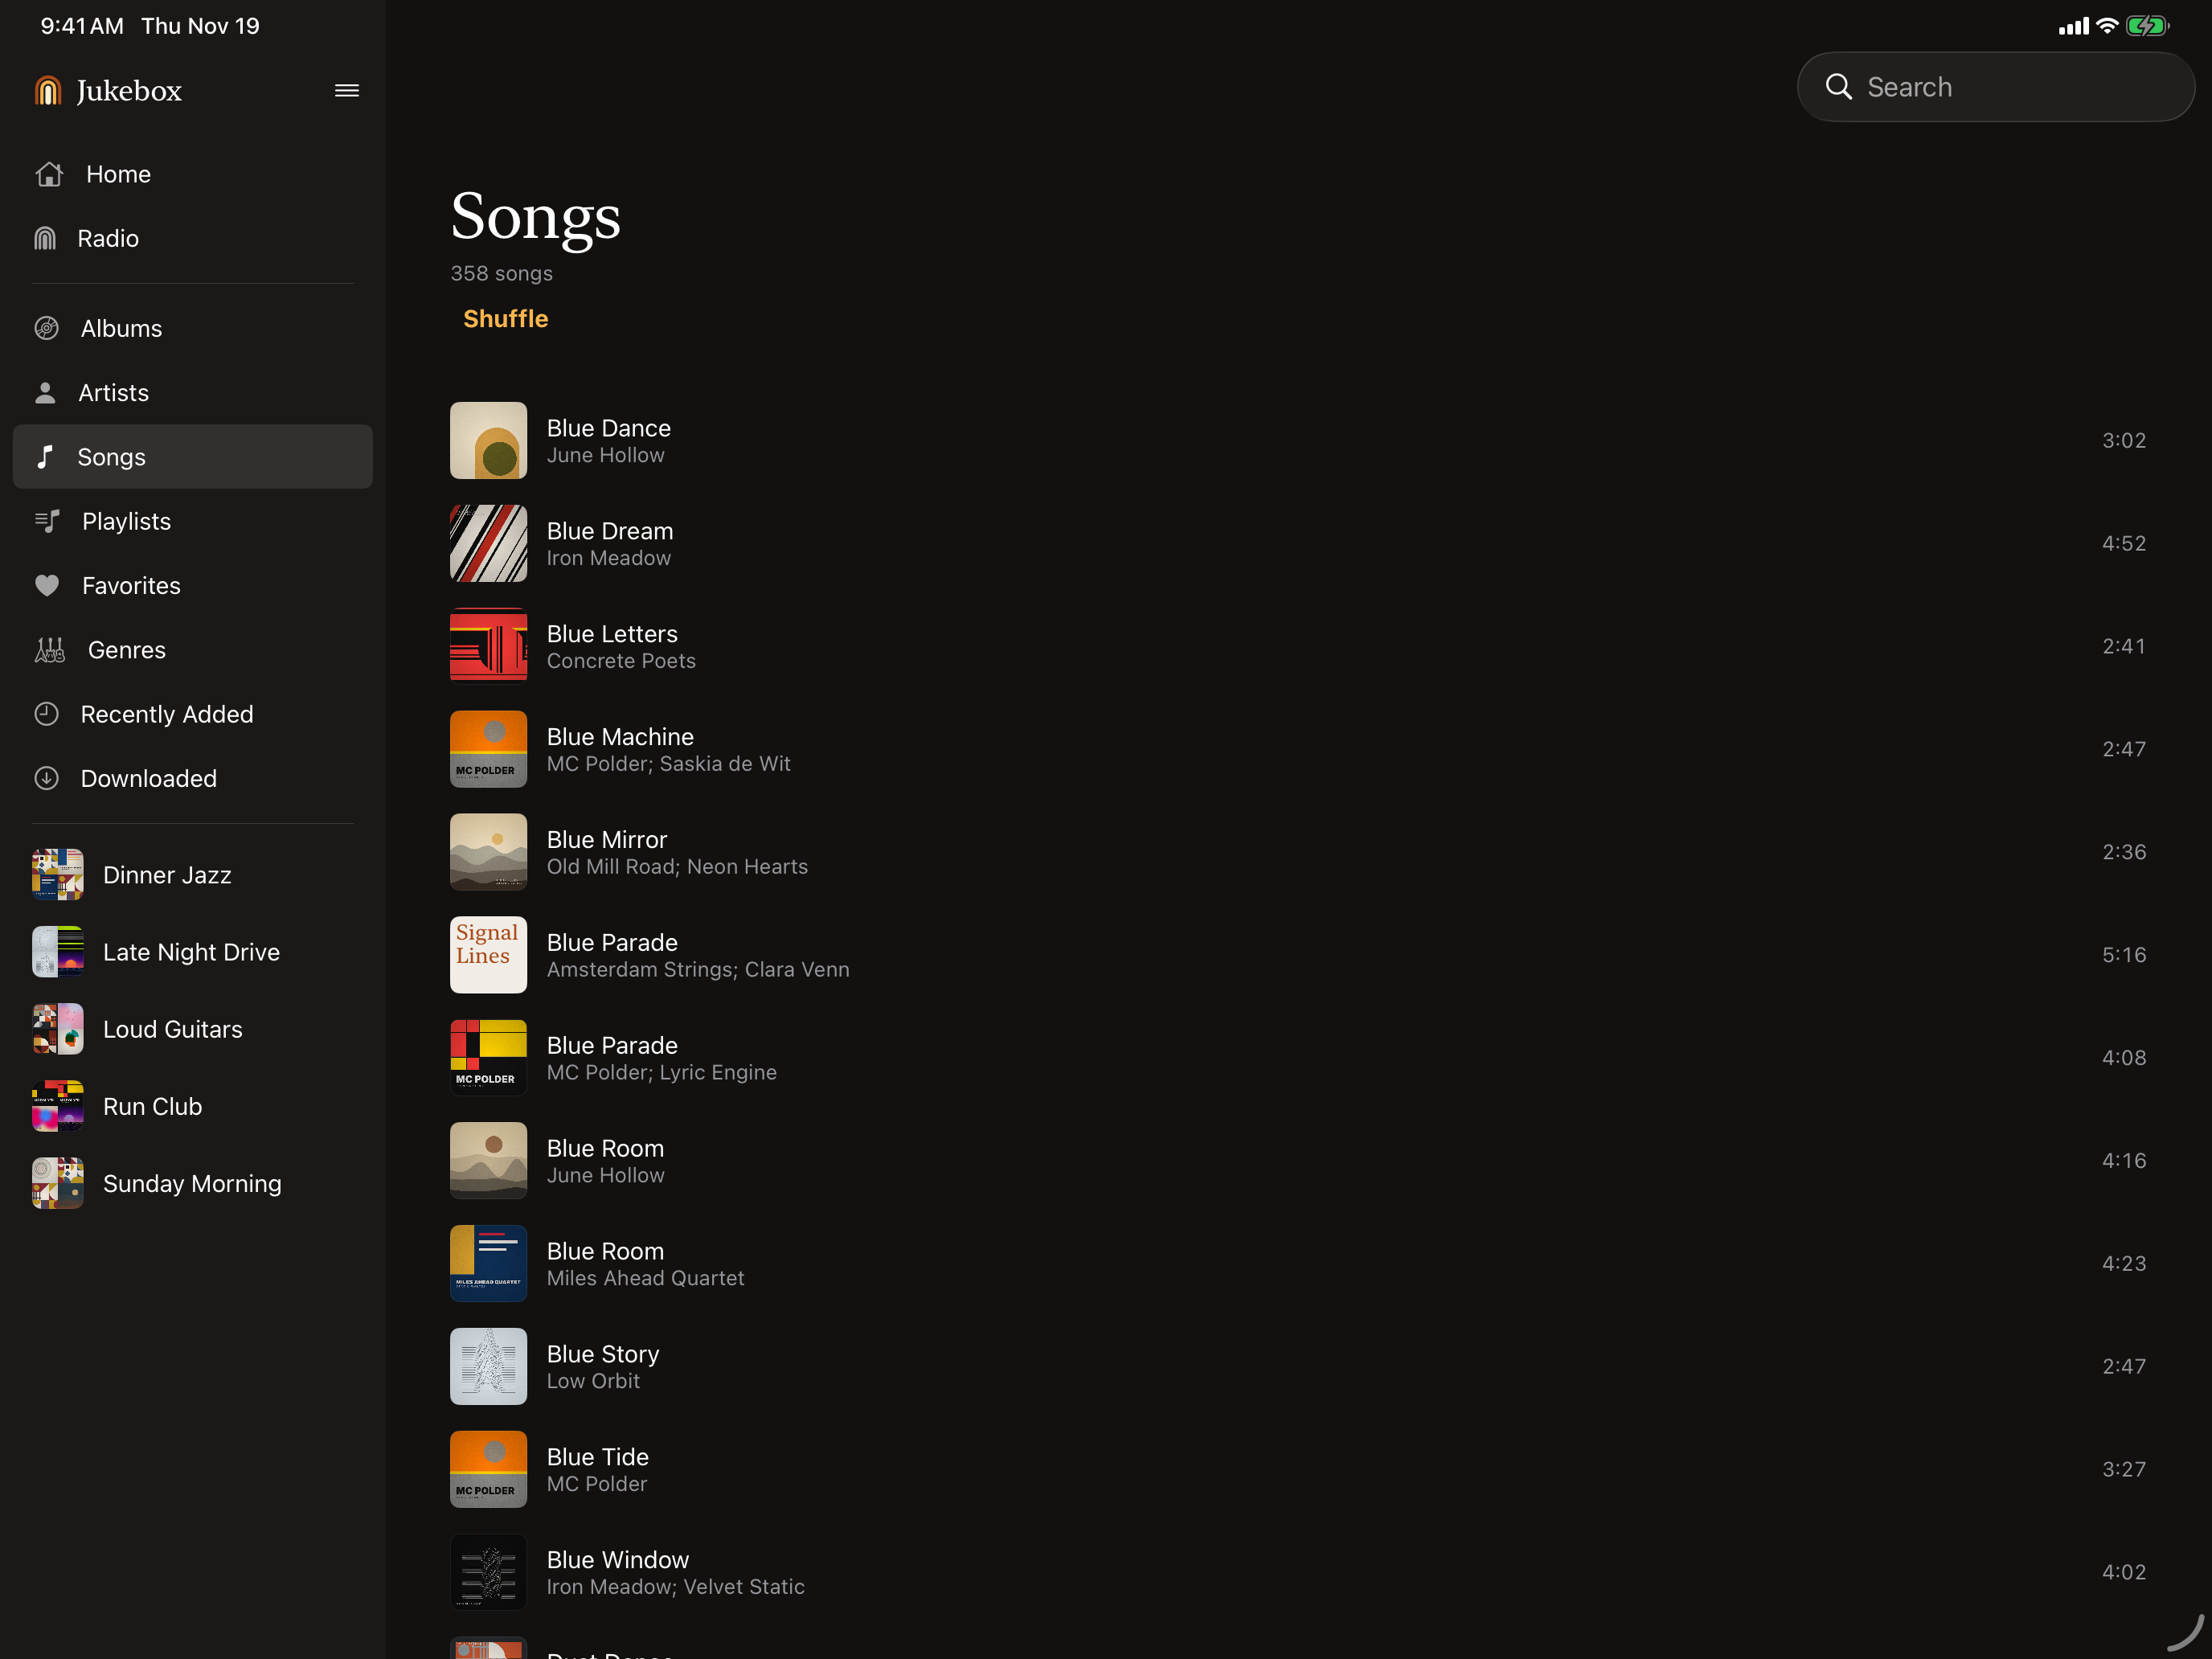 9:41 AM Thu Nov 19
Jukebox
Search
Home
Radio
Albums
Artists
Songs
Playlists
Favorites
Genres
Recently Added
Downloaded
Dinner Jazz
Late Night Drive
Loud Guitars
Run Club
Sunday Morning
Songs
358 songs
Shuffle
Blue Dance
June Hollow
3:02
Blue Dream
Iron Meadow
4:52
Blue Letters
Concrete Poets
2:41
MC POLDER
Blue Machine
MC Polder; Saskia de Wit
2:47
Blue Mirror
Old Mill Road; Neon Hearts
2:36
Signal
Lines
Blue Parade
Amsterdam Strings; Clara Venn
5:16
MC POLDER
Blue Parade
MC Polder; Lyric Engine
4:08
Blue Room
June Hollow
4:16
MILES AHEAD QUARTET
Blue Room
Miles Ahead Quartet
4:23
Blue Story
Low Orbit
2:47
MC POLDER
Blue Tide
MC Polder
3:27
Blue Window
Iron Meadow; Velvet Static
4:02